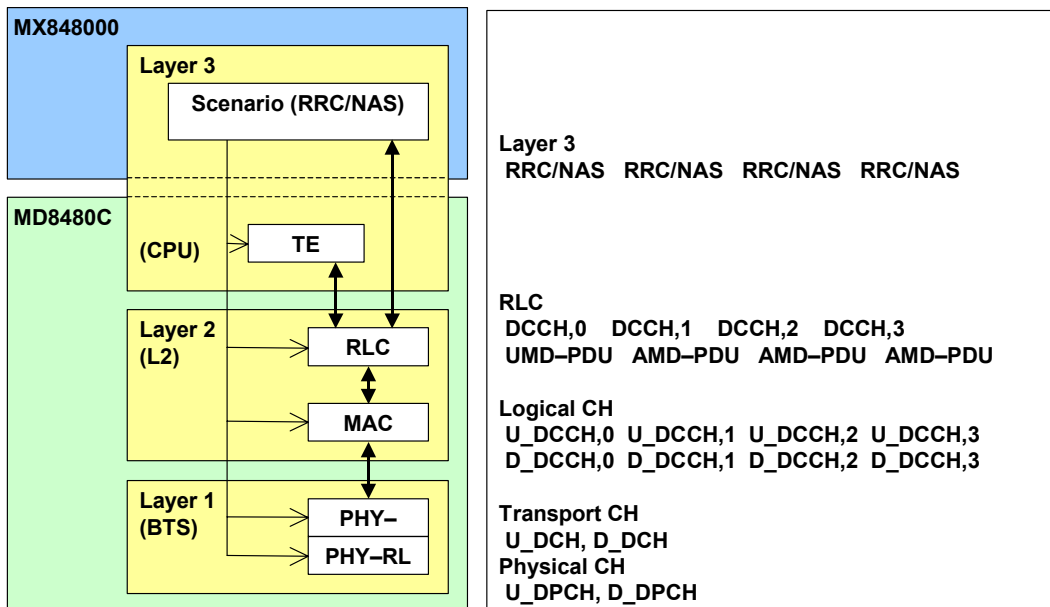 MX848000
Layer 3
Scenario (RRC/NAS)
MD8480C
(CPU)
TE
Layer 2
(L2)
RLC
MAC
Layer 1
(BTS)
PHY–
PHY–RL
Layer 3
RRC/NAS RRC/NAS RRC/NAS RRC/NAS
RLC
DCCH,0 DCCH,1 DCCH,2 DCCH,3
UMD–PDU AMD–PDU AMD–PDU AMD–PDU
Logical CH
U_DCCH,0 U_DCCH,1 U_DCCH,2 U_DCCH,3
D_DCCH,0 D_DCCH,1 D_DCCH,2 D_DCCH,3
Transport CH
U_DCH, D_DCH
Physical CH
U_DPCH, D_DPCH